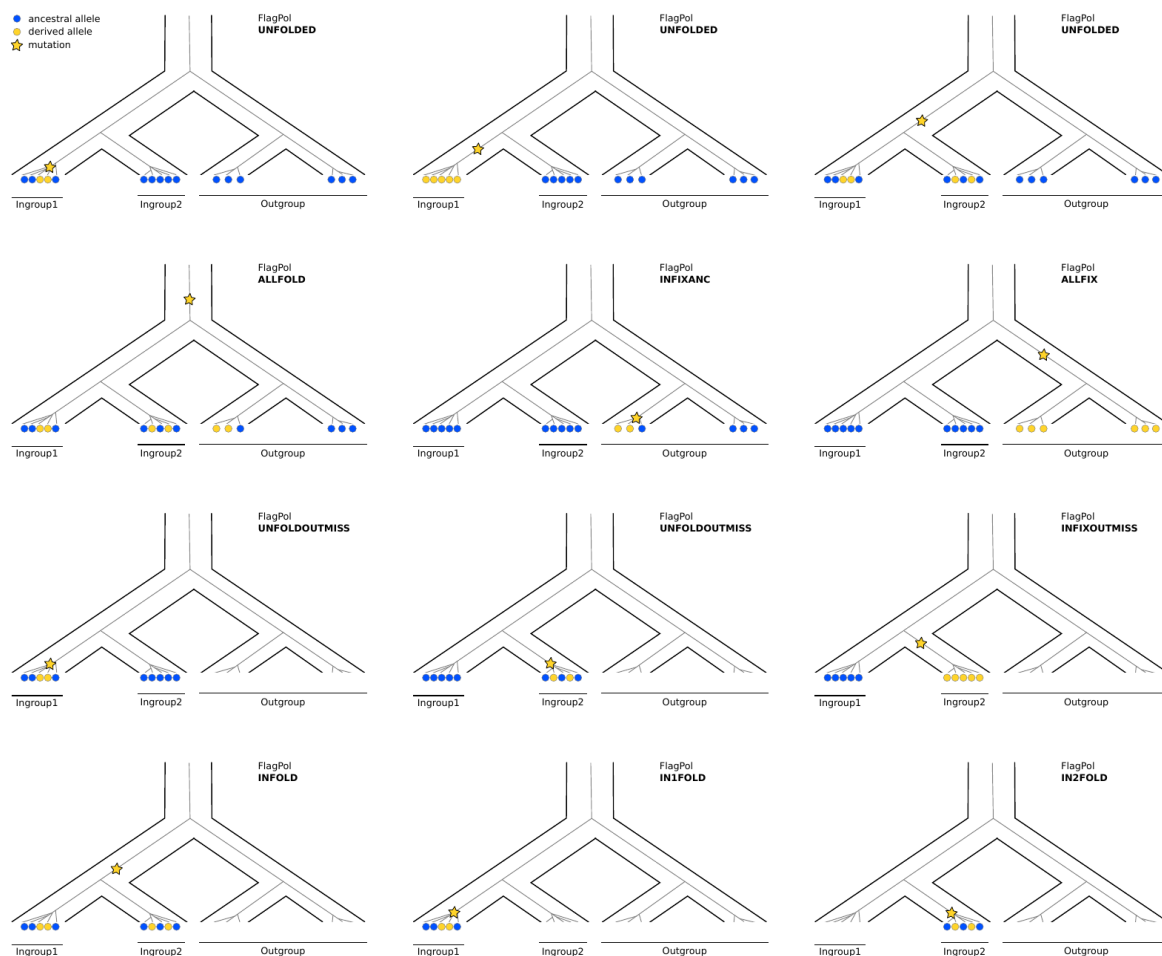 ancestral allele
derived allele
mutation
FlagPol
UNFOLDED
Ingroup1
Ingroup2
Outgroup
FlagPol
UNFOLDED
Ingroup1
Ingroup2
Outgroup
FlagPol
UNFOLDED
Ingroup1
Ingroup2
Outgroup
FlagPol
ALLFOLD
Ingroup1
Ingroup2
Outgroup
FlagPol
INFIXANC
Ingroup1
Ingroup2
Outgroup
FlagPol
ALLFIX
Ingroup1
Ingroup2
Outgroup
FlagPol
UNFOLDOUTMISS
Ingroup1
Ingroup2
Outgroup
FlagPol
UNFOLDOUTMISS
Ingroup1
Ingroup2
Outgroup
FlagPol
INFIXOUTMISS
Ingroup1
Ingroup2
Outgroup
FlagPol
INFOLD
Ingroup1
Ingroup2
Outgroup
FlagPol
IN1FOLD
Ingroup1
Ingroup2
Outgroup
FlagPol
IN2FOLD
Ingroup1
Ingroup2
Outgroup